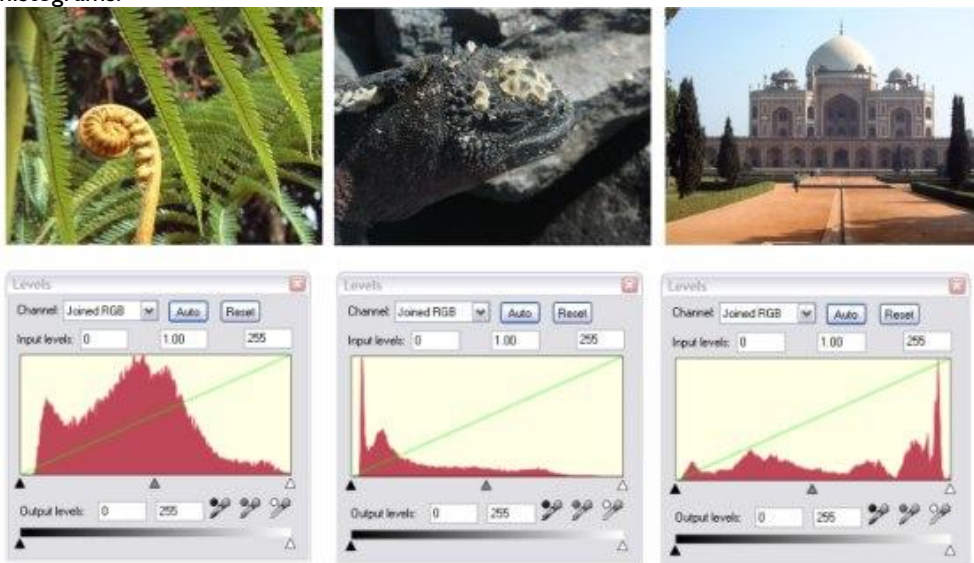 histograms.
Levels
Channel: Joined RGB Auto Reset
Input levels: 0 1.00 255
Output levels: 0 255
Levels
Channel: Joined RGB Auto Reset
Input levels: 0 1.00 255
Output levels: 0 255
Levels
Channel: Joined RGB Auto Reset
Input levels: 0 1.00 255
Output levels: 0 255